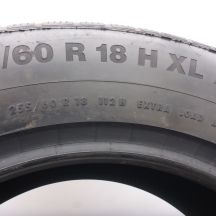 /60 R 18 H XL
255/60 R 18 112H EXTRA LOAD